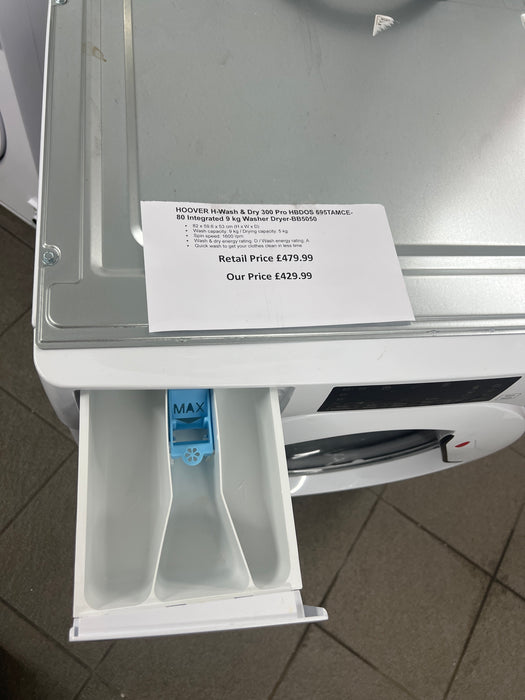 HOOVER H-Wash & Dry 300 Pro HBDOS 695TAMCE-
80 Integrated 9 kg Washer Dryer-BB5050
• 82 x 59.6 x 53 cm (H x W x D)
• Wash capacity: 9 kg / Drying capacity: 5 kg
• Spin speed: 1600 rpm
• Wash & dry energy rating: D / Wash energy rating: A
• Quick wash to get your clothes clean in less time
Retail Price £479.99
Our Price £429.99
MAX